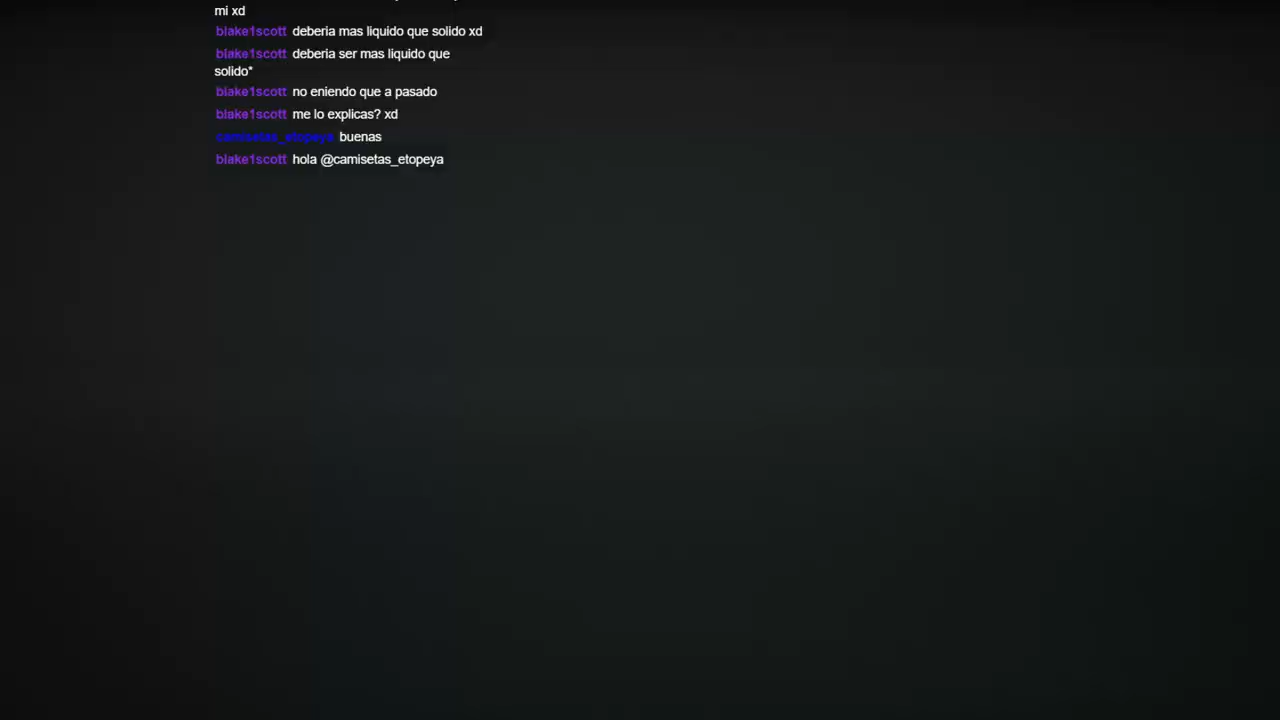 mi xd
blake1scott deberia mas liquido que solido xd
blake1scott deberia ser mas liquido que
solido*
blake1scott no eniendo que a pasado
blake1scott me lo explicas? xd
camisetas_etopeya buenas
blake1scott hola @camisetas_etopeya